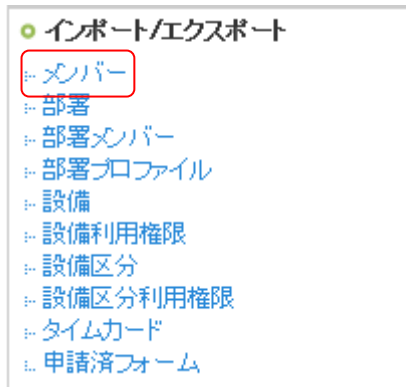 インポート/エクスポート
メンバー
部署
部署メンバー
部署プロファイル
設備
設備利用権限
設備区分
設備区分利用権限
タイムカード
申請済フォーム